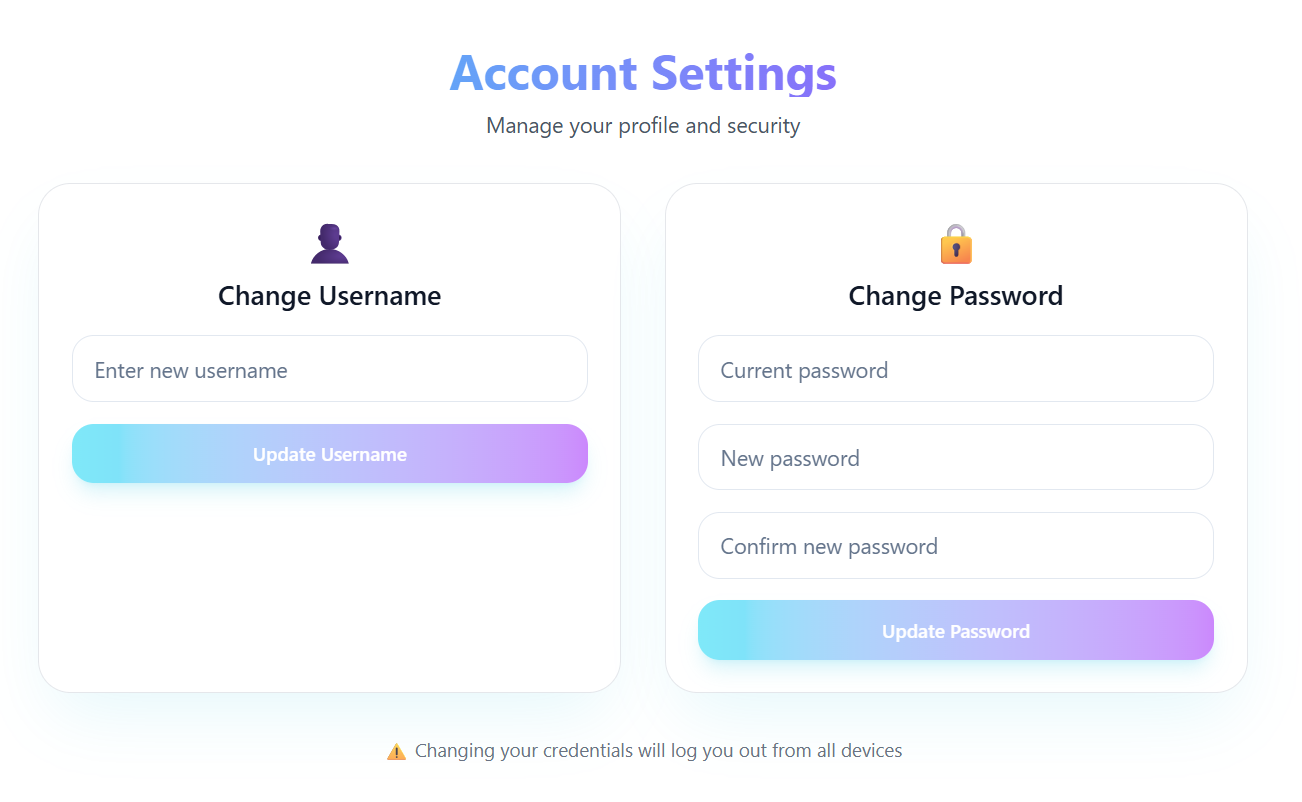 Account Settings
Manage your profile and security
Change Username
Enter new username
Update Username
Change Password
Current password
New password
Confirm new password
Update Password
⚠️ Changing your credentials will log you out from all devices